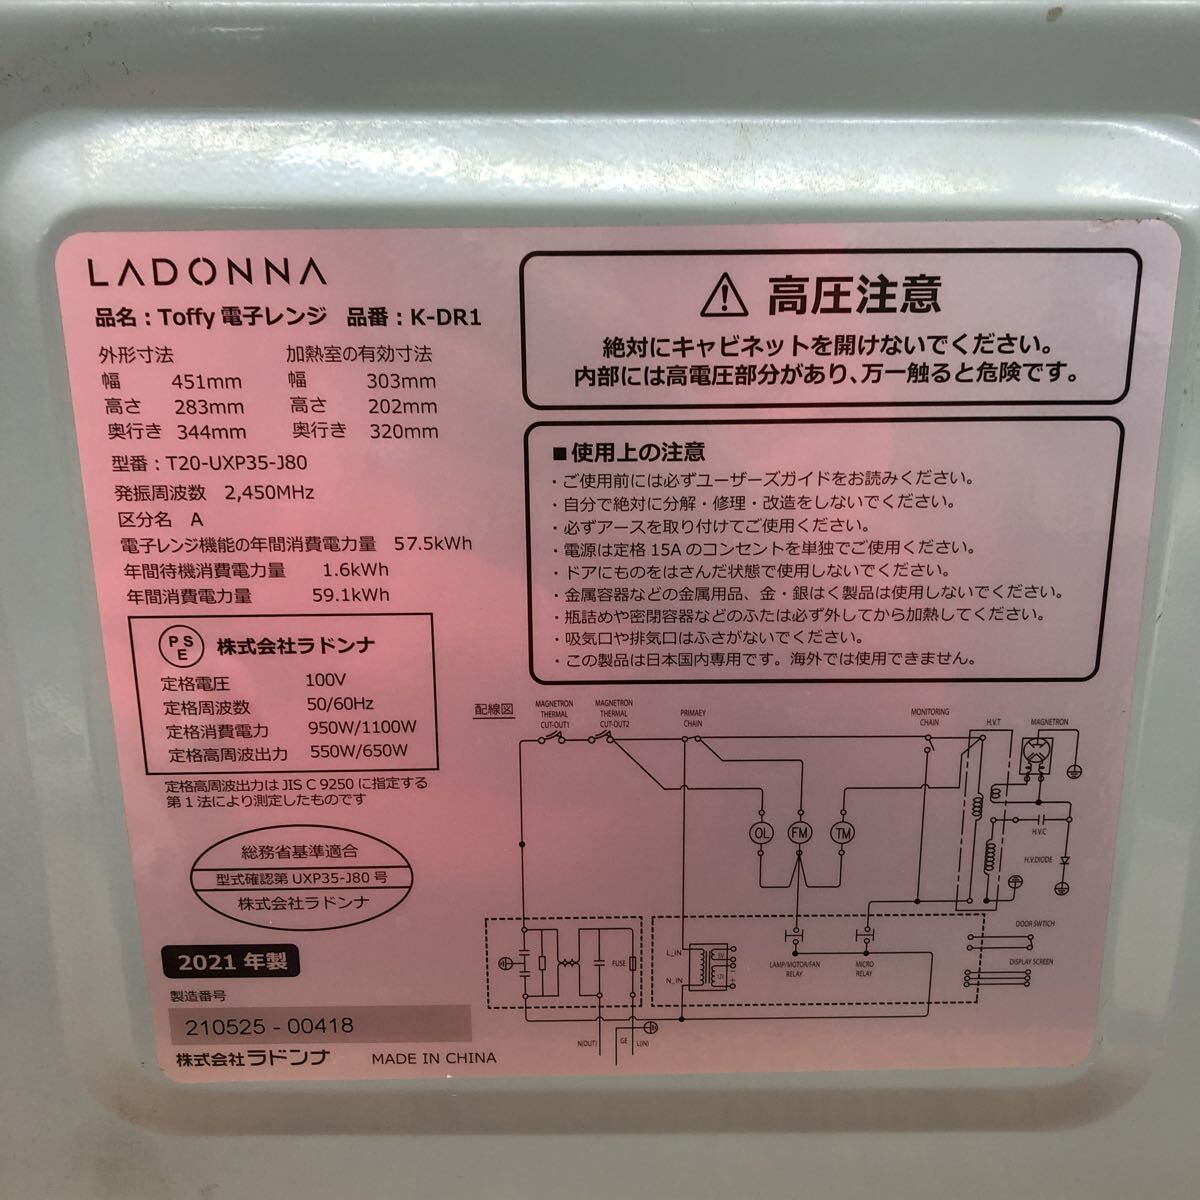 LADONNA
品名：Toffy 電子レンジ 品番：K-DR1
外形寸法 加熱室の有効寸法
幅 451mm 幅 303mm
高さ 283mm 高さ 202mm
奥行き 344mm 奥行き 320mm
型番：T20-UXP35-J80
発振周波数 2,450MHz
区分名 A
電子レンジ機能の年間消費電力量 57.5kWh
年間待機消費電力量 1.6kWh
年間消費電力量 59.1kWh
PSE 株式会社ラドンナ
定格電圧 100V
定格周波数 50/60Hz
定格消費電力 950W/1100W
定格高周波出力 550W/650W
定格高周波出力は JIS C 9250 に指定する
第1法により測定したものです
総務省基準適合
型式確認第 UXP35-J80 号
株式会社ラドンナ
2021 年製
製造番号
210525 - 00418
株式会社ラドンナ MADE IN CHINA
高圧注意
絶対にキャビネットを開けないでください。
内部には高電圧部分があり、万一触ると危険です。
■使用上の注意
・ご使用前には必ずユーザーズガイドをお読みください。
・自分で絶対に分解・修理・改造をしないでください。
・必ずアースを取り付けてご使用ください。
・電源は定格 15A のコンセントを単独でご使用ください。
・ドアにものをはさんだ状態で使用しないでください。
・金属容器などの金属用品、金・銀はく製品は使用しないでください。
・瓶詰めや密閉容器などのふたは必ず外してから加熱してください。
・吸気口や排気口はふさがないでください。
・この製品は日本国内専用です。海外では使用できません。
配線図
MAGNETRON
THERMAL
CUT-OUT1
MAGNETRON
THERMAL
CUT-OUT2
PRIMAEY
CHAIN
MONITORING
CHAIN
H.V.T
MAGNETRON
OL
FM
TM
H.V.C
H.V.DIODE
DOOR SWTICH
DISPLAY SCREEN
L_IN
N_IN
5V
12V
LAMP/MOTOR/FAN
RELAY
MICRO
RELAY
FUSE
N(OUT)
GE
L(IN)